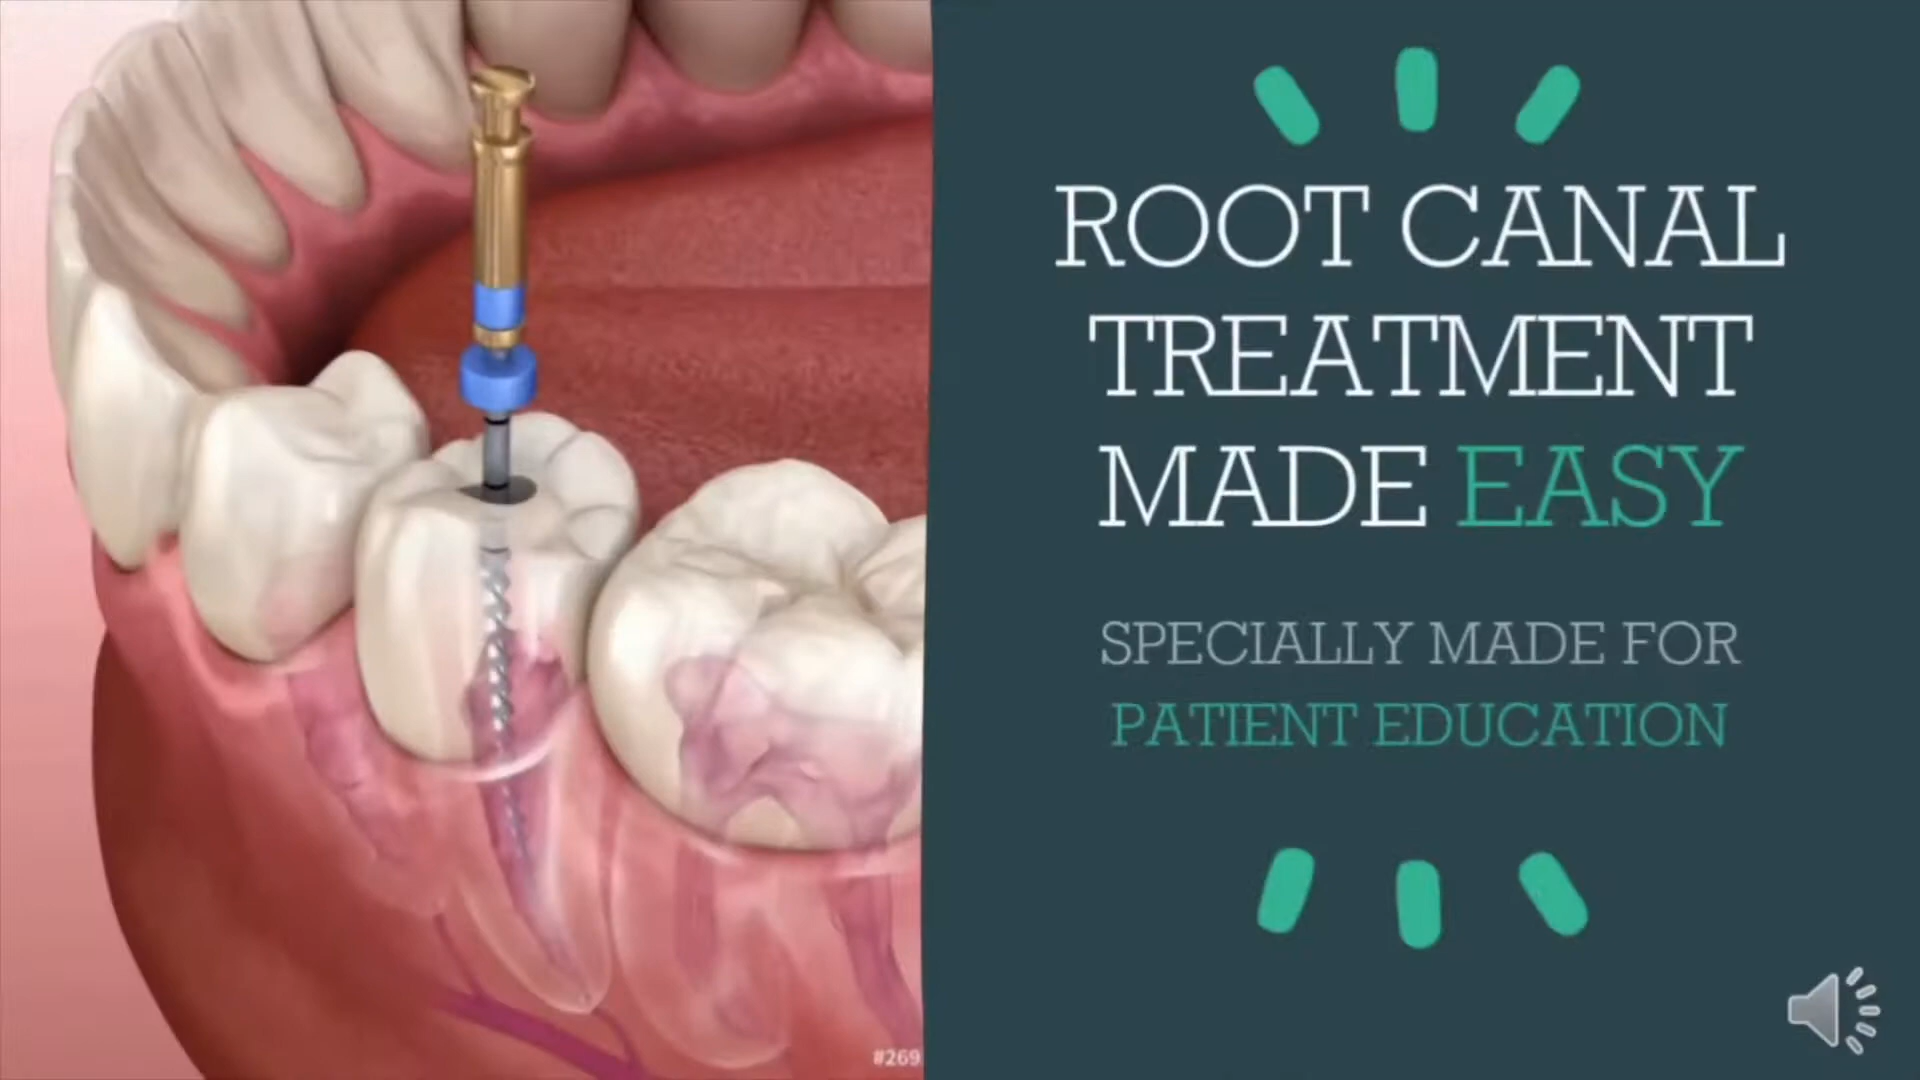 ROOT CANAL
TREATMENT
MADE EASY
SPECIALLY MADE FOR
PATIENT EDUCATION
#269